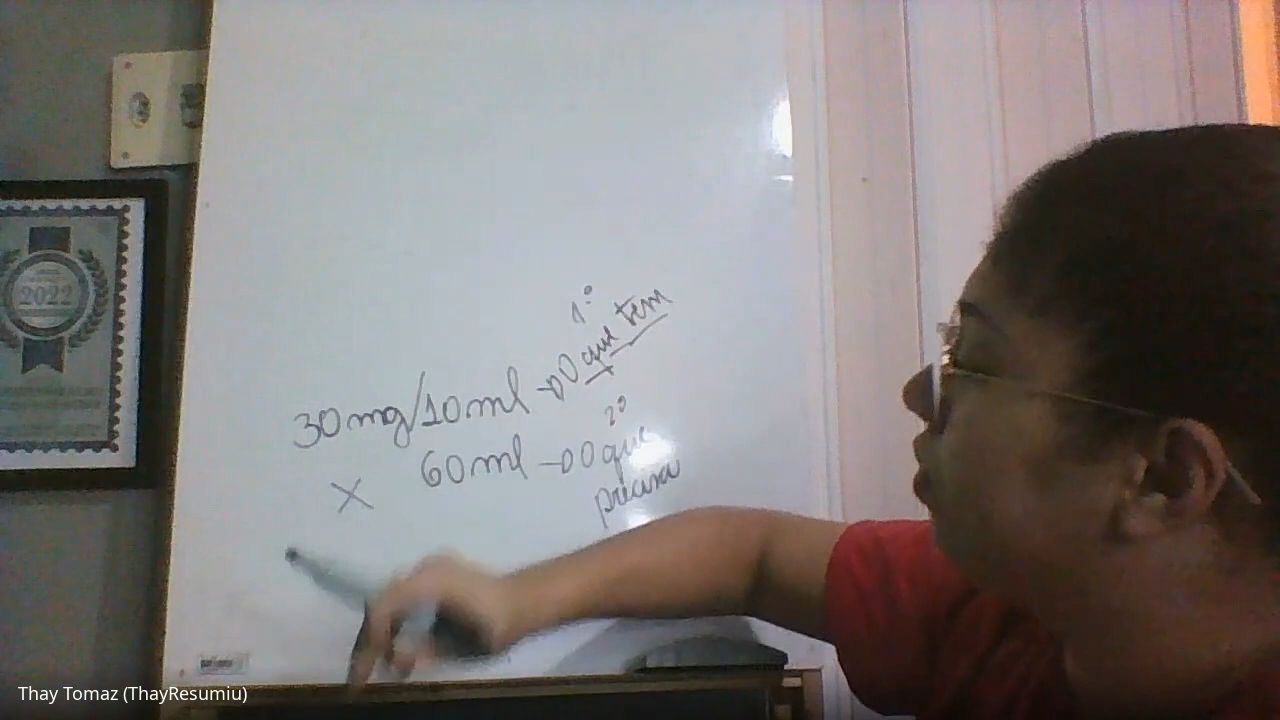 2022
1º
30mg/10ml → O que tem
2º
X 60ml → O que
precisa
Thay Tomaz (ThayResumiu)